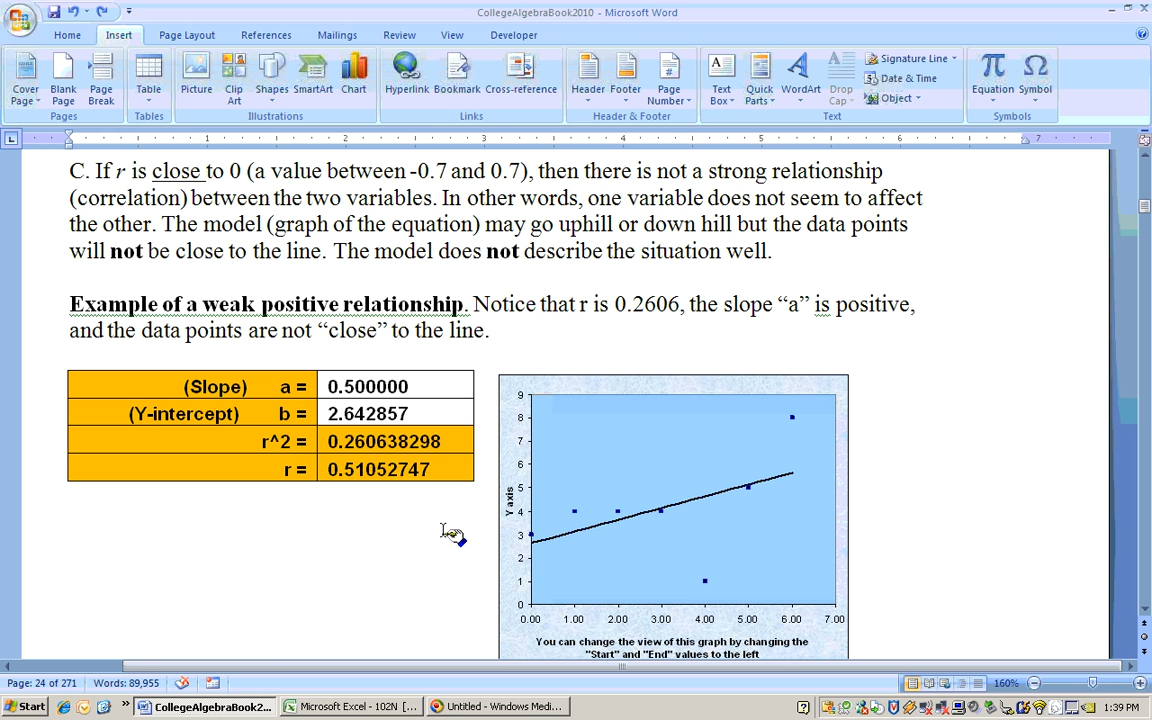 CollegeAlgebraBook2010 - Microsoft Word
Home Insert Page Layout References Mailings Review View Developer
Cover Page Blank Page Page Break Table Picture Clip Art Shapes SmartArt Chart Hyperlink Bookmark Cross-reference Header Footer Page Number Text Box Quick Parts WordArt Drop Cap Signature Line Date & Time Object Equation Symbol
Pages Tables Illustrations Links Header & Footer Text Symbols
1 2 3 4 5 6 7
C. If r is close to 0 (a value between -0.7 and 0.7), then there is not a strong relationship
(correlation) between the two variables. In other words, one variable does not seem to affect
the other. The model (graph of the equation) may go uphill or down hill but the data points
will not be close to the line. The model does not describe the situation well.
Example of a weak positive relationship. Notice that r is 0.2606, the slope “a” is positive,
and the data points are not “close” to the line.
(Slope) a = 0.500000
(Y-intercept) b = 2.642857
r^2 = 0.260638298
r = 0.51052747
9
8
7
6
5
4
3
2
1
0
Y axis
0.00 1.00 2.00 3.00 4.00 5.00 6.00 7.00
You can change the view of this graph by changing the
"Start" and "End" values to the left
Page: 24 of 271 Words: 89,955 160%
Start CollegeAlgebraBook2... Microsoft Excel - 102N [... Untitled - Windows Medi... 1:39 PM